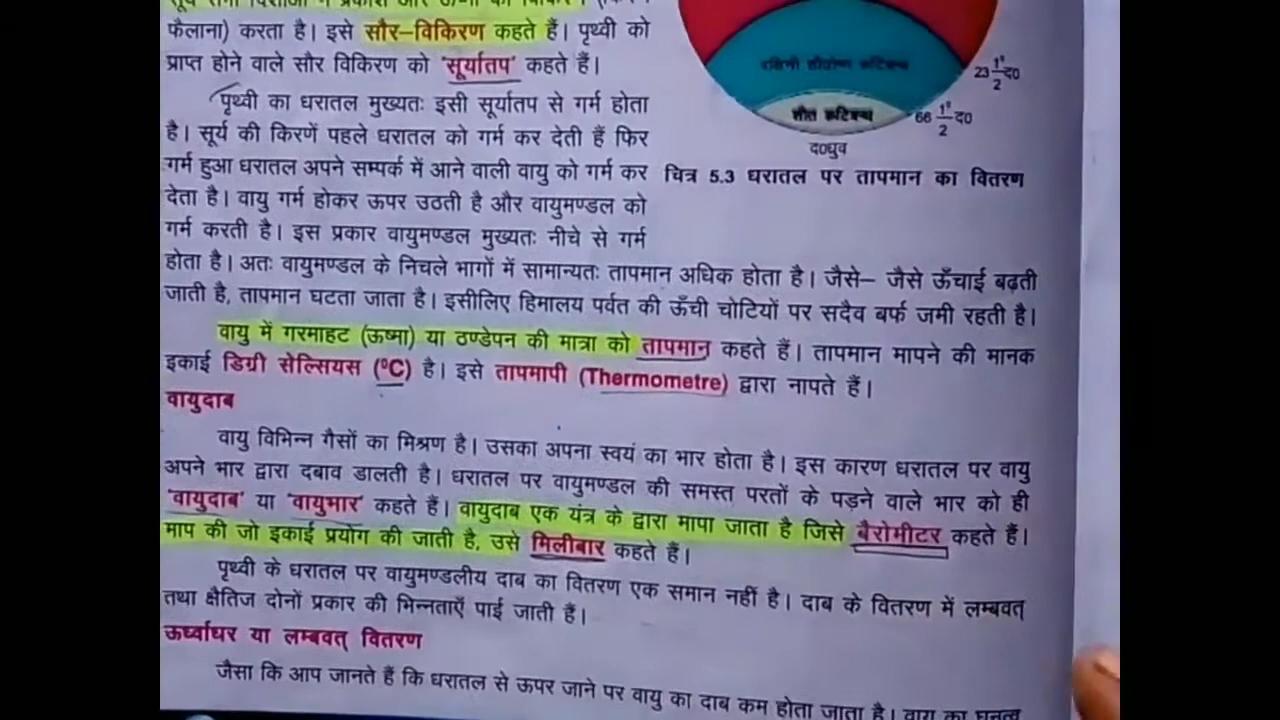 फैलाना) करता है। इसे सौर–विकिरण कहते हैं। पृथ्वी को
प्राप्त होने वाले सौर विकिरण को 'सूर्यातप' कहते हैं।
पृथ्वी का धरातल मुख्यतः इसी सूर्यातप से गर्म होता
है। सूर्य की किरणें पहले धरातल को गर्म कर देती हैं फिर
गर्म हुआ धरातल अपने सम्पर्क में आने वाली वायु को गर्म कर
देता है। वायु गर्म होकर ऊपर उठती है और वायुमण्डल को
गर्म करती है। इस प्रकार वायुमण्डल मुख्यतः नीचे से गर्म
होता है। अतः वायुमण्डल के निचले भागों में सामान्यतः तापमान अधिक होता है। जैसे– जैसे ऊँचाई बढ़ती
जाती है, तापमान घटता जाता है। इसीलिए हिमालय पर्वत की ऊँची चोटियों पर सदैव बर्फ जमी रहती है।
शीत कटिबन्ध
23 1°/2 द0
66 1°/2 द0
द0ध्रुव
चित्र 5.3 धरातल पर तापमान का वितरण
वायु में गरमाहट (ऊष्मा) या ठण्डेपन की मात्रा को तापमान कहते हैं। तापमान मापने की मानक
इकाई डिग्री सेल्सियस (⁰C) है। इसे तापमापी (Thermometre) द्वारा नापते हैं।
वायुदाब
वायु विभिन्न गैसों का मिश्रण है। उसका अपना स्वयं का भार होता है। इस कारण धरातल पर वायु
अपने भार द्वारा दबाव डालती है। धरातल पर वायुमण्डल की समस्त परतों के पड़ने वाले भार को ही
'वायुदाब' या 'वायुभार' कहते हैं। वायुदाब एक यंत्र के द्वारा मापा जाता है जिसे बैरोमीटर कहते हैं।
माप की जो इकाई प्रयोग की जाती है, उसे मिलीबार कहते हैं।
पृथ्वी के धरातल पर वायुमण्डलीय दाब का वितरण एक समान नहीं है। दाब के वितरण में लम्बवत्
तथा क्षैतिज दोनों प्रकार की भिन्नताएँ पाई जाती हैं।
ऊर्ध्वाधर या लम्बवत् वितरण
जैसा कि आप जानते हैं कि धरातल से ऊपर जाने पर वायु का दाब कम होता जाता है। वायु का घनत्व